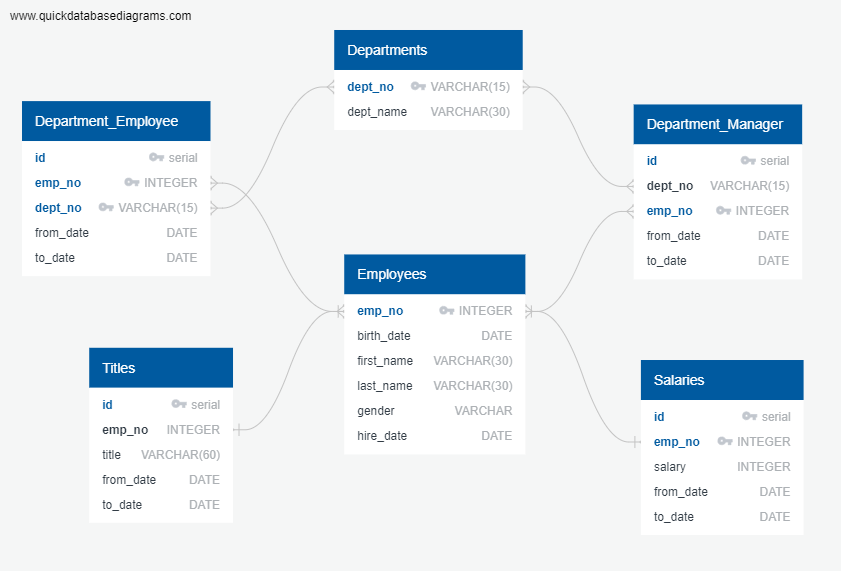 www.quickdatabasediagrams.com
Departments
dept_no VARCHAR(15)
dept_name VARCHAR(30)
Department_Employee
id serial
emp_no INTEGER
dept_no VARCHAR(15)
from_date DATE
to_date DATE
Department_Manager
id serial
dept_no VARCHAR(15)
emp_no INTEGER
from_date DATE
to_date DATE
Employees
emp_no INTEGER
birth_date DATE
first_name VARCHAR(30)
last_name VARCHAR(30)
gender VARCHAR
hire_date DATE
Titles
id serial
emp_no INTEGER
title VARCHAR(60)
from_date DATE
to_date DATE
Salaries
id serial
emp_no INTEGER
salary INTEGER
from_date DATE
to_date DATE